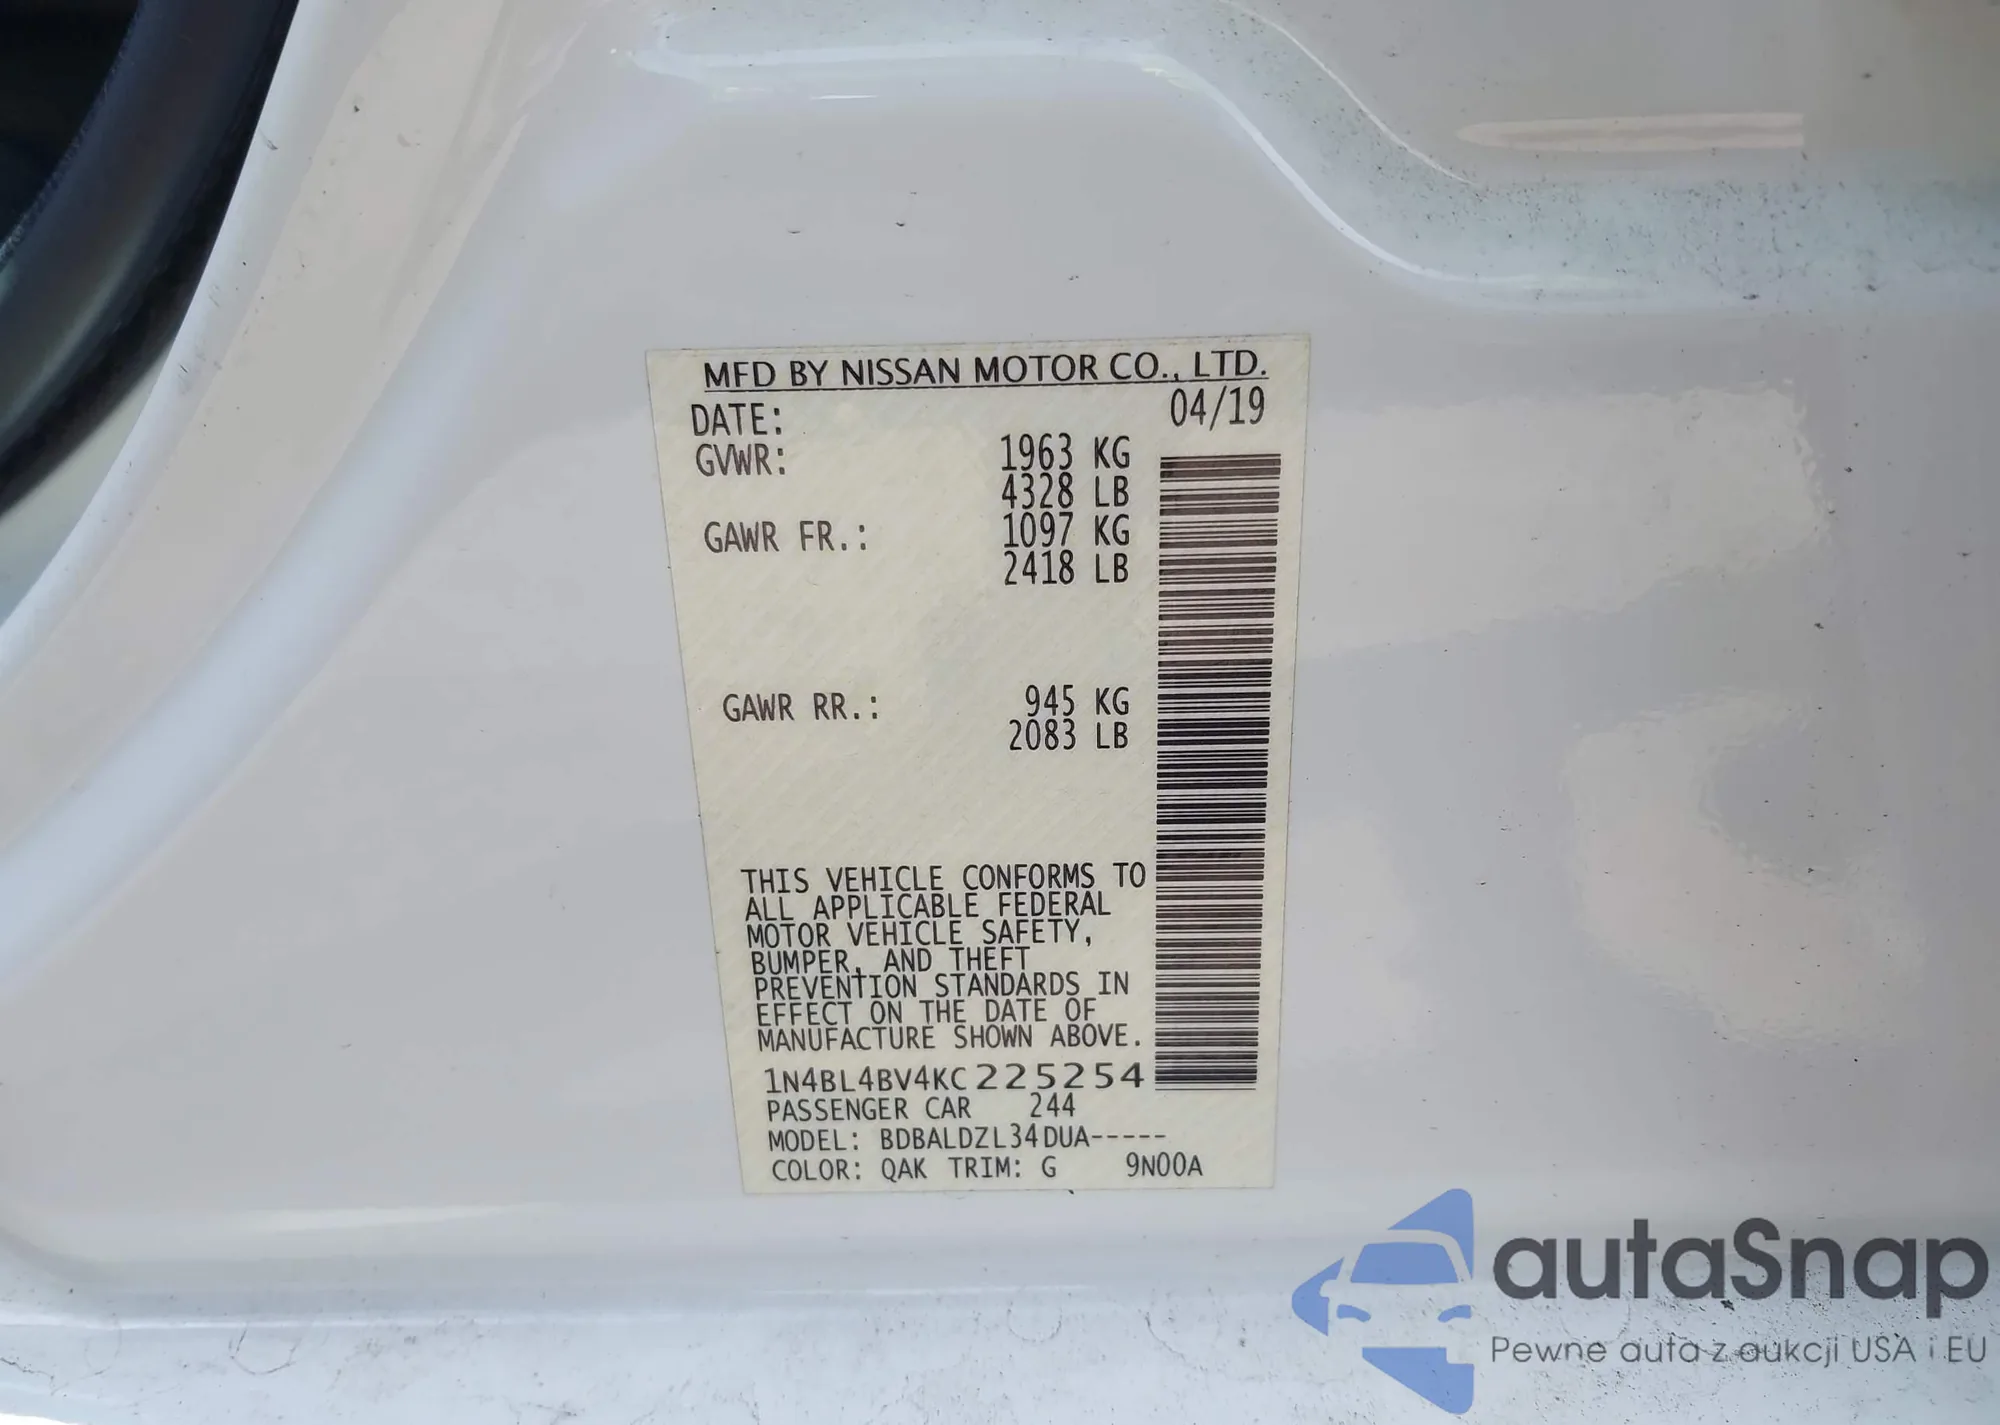 MFD BY NISSAN MOTOR CO., LTD.
DATE: 04/19
GVWR: 1963 KG
4328 LB
GAWR FR.: 1097 KG
2418 LB
GAWR RR.: 945 KG
2083 LB
THIS VEHICLE CONFORMS TO
ALL APPLICABLE FEDERAL
MOTOR VEHICLE SAFETY,
BUMPER, AND THEFT
PREVENTION STANDARDS IN
EFFECT ON THE DATE OF
MANUFACTURE SHOWN ABOVE.
1N4BL4BV4KC225254
PASSENGER CAR 244
MODEL: BDBALDZL34DUA-----
COLOR: QAK TRIM: G 9N00A
autaSnap
Pewne auta z aukcji USA i EU